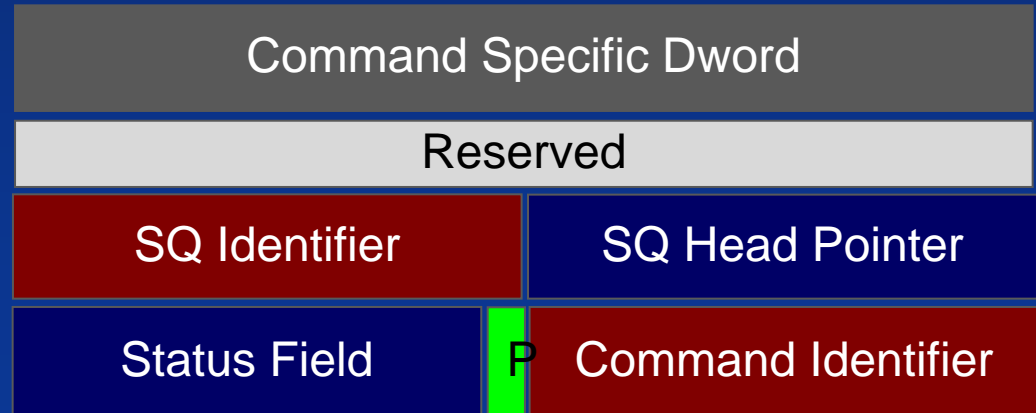 Command Specific Dword
Reserved
SQ Identifier SQ Head Pointer
Status Field P Command Identifier